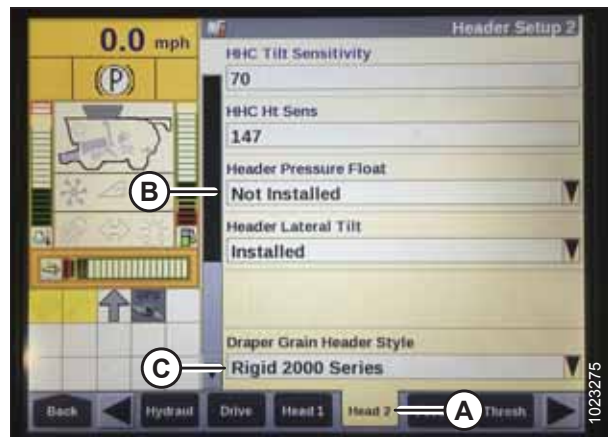 0.0 mph
Header Setup 2
(P)
HHC Tilt Sensitivity
70
HHC Ht Sens
147
Header Pressure Float
B
Not Installed
Header Lateral Tilt
Installed
Draper Grain Header Style
C
Rigid 2000 Series
Back
Hydraul
Drive
Head 1
Head 2
A
Thresh
1023275